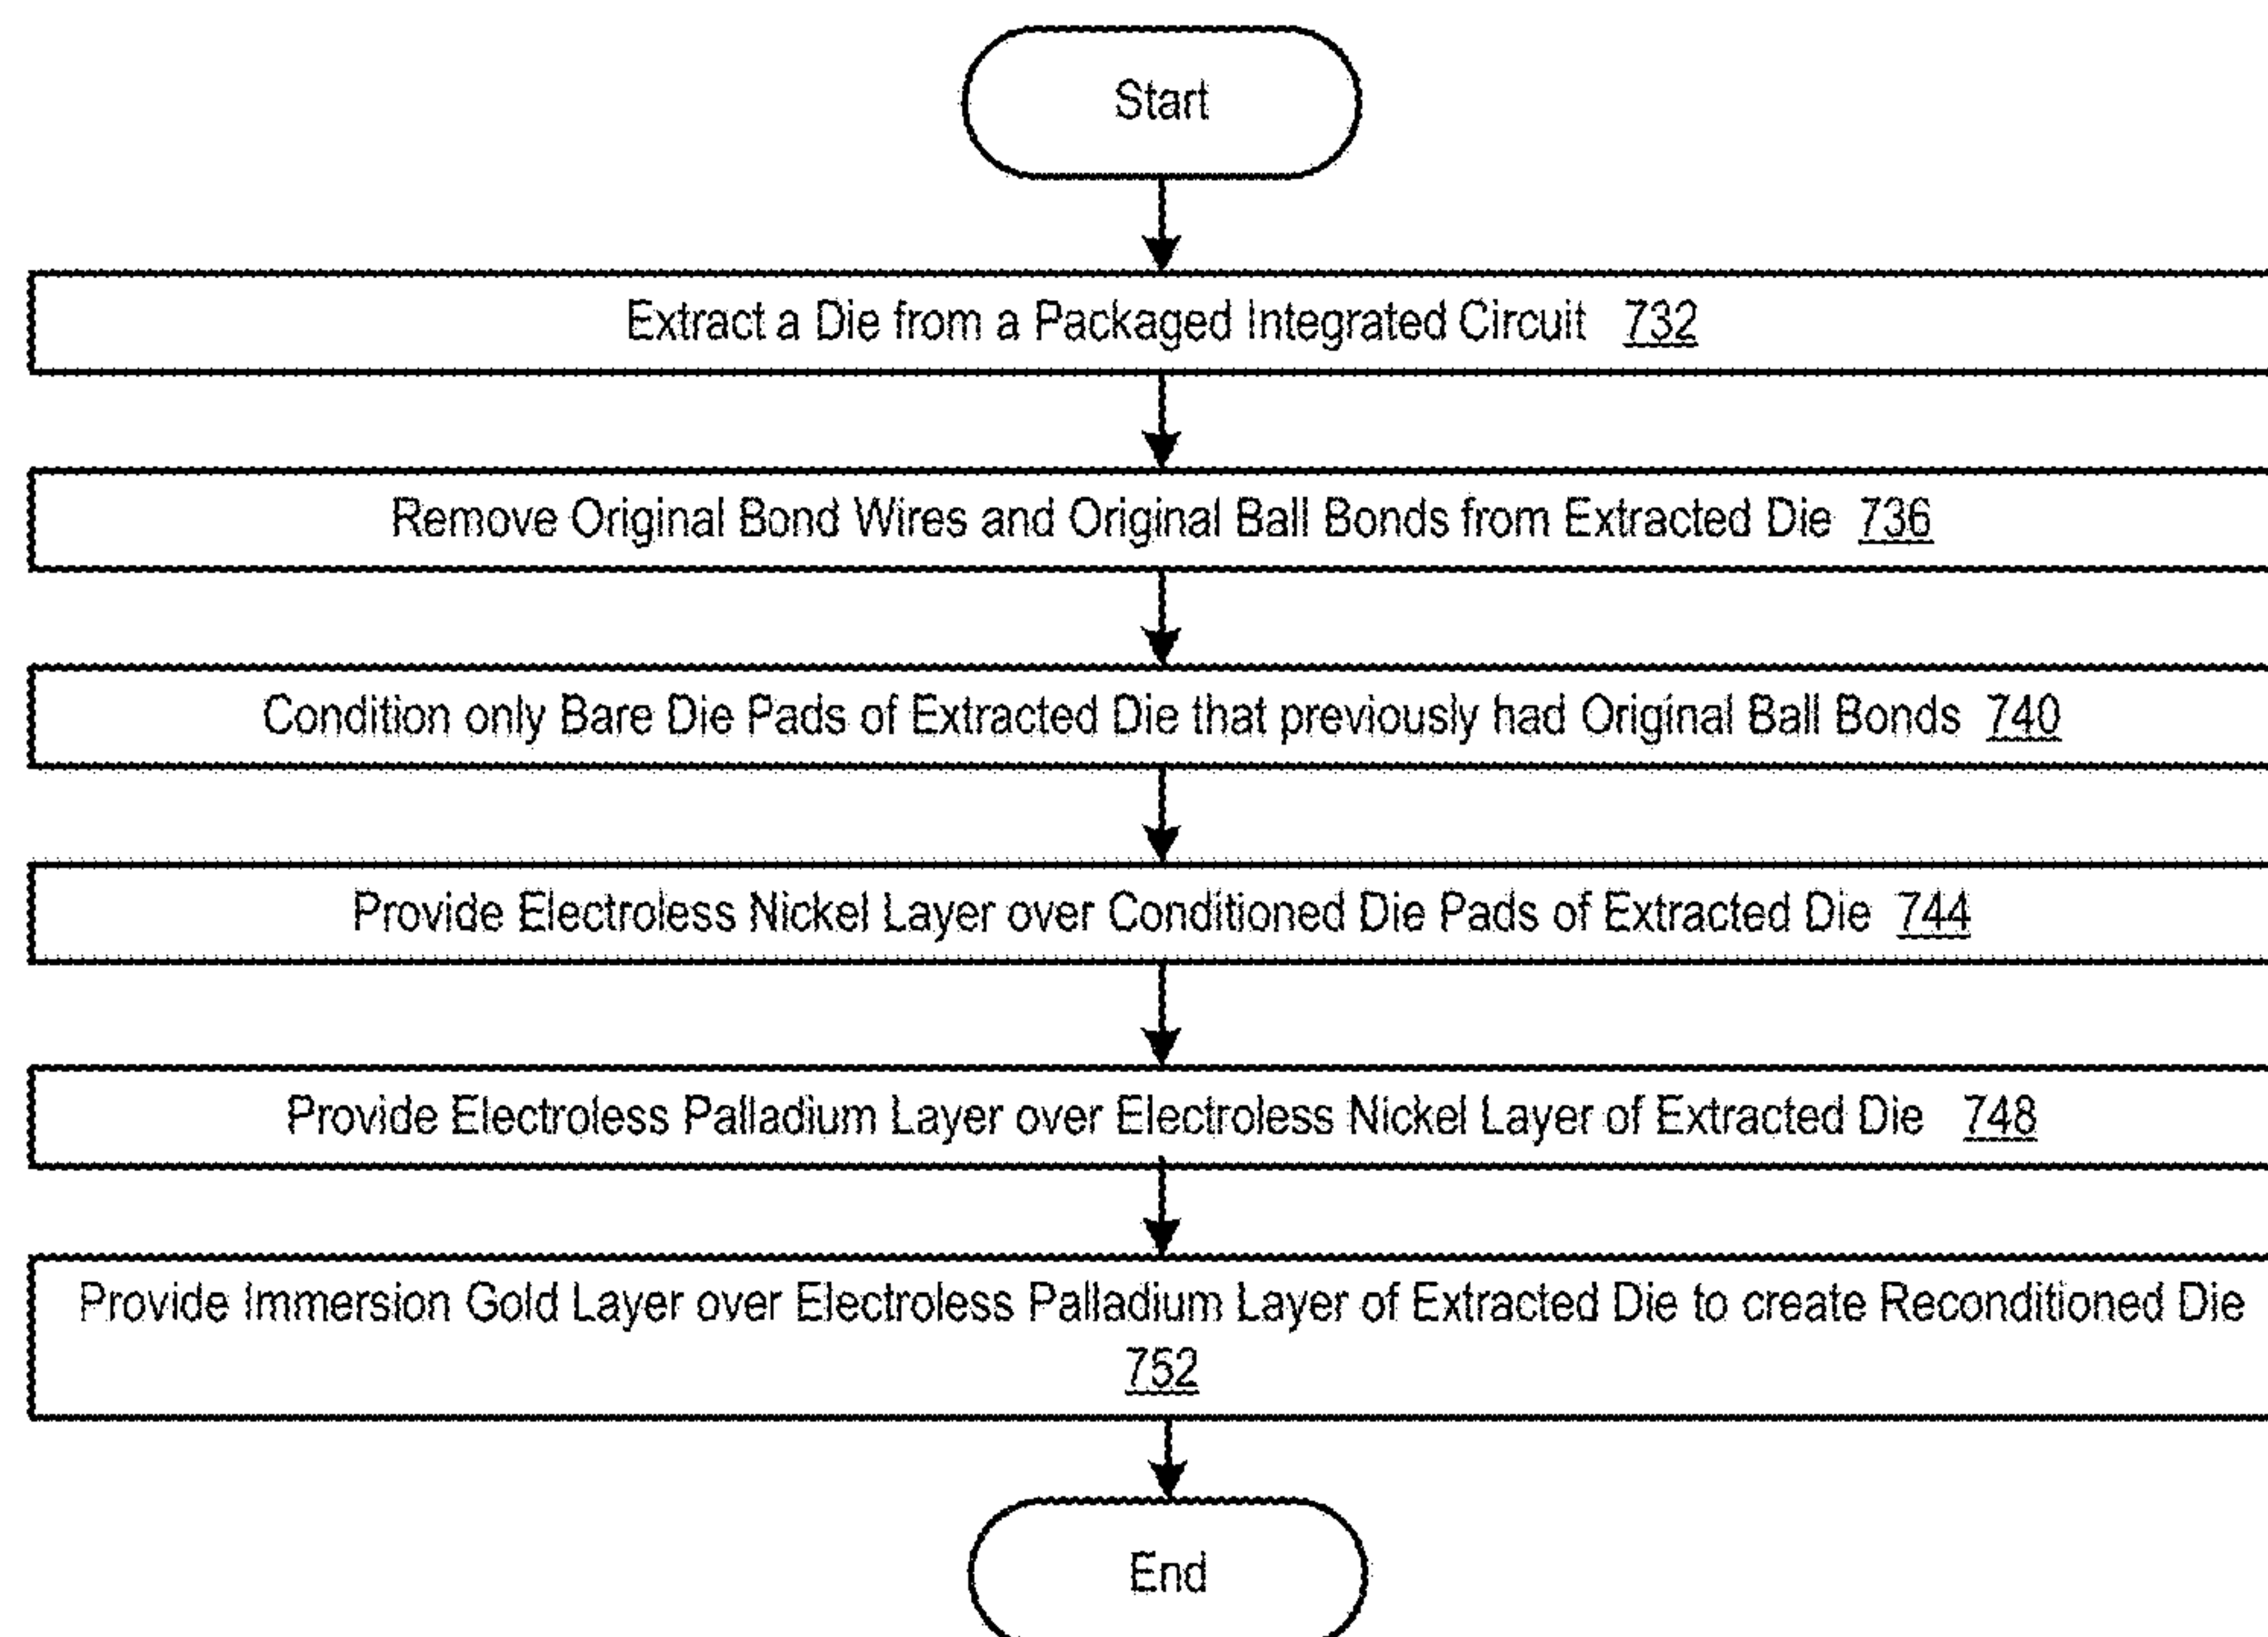 Start
Extract a Die from a Packaged Integrated Circuit 732
Remove Original Bond Wires and Original Ball Bonds from Extracted Die 736
Condition only Bare Die Pads of Extracted Die that previously had Original Ball Bonds 740
Provide Electroless Nickel Layer over Conditioned Die Pads of Extracted Die 744
Provide Electroless Palladium Layer over Electroless Nickel Layer of Extracted Die 748
Provide Immersion Gold Layer over Electroless Palladium Layer of Extracted Die to create Reconditioned Die
752
End